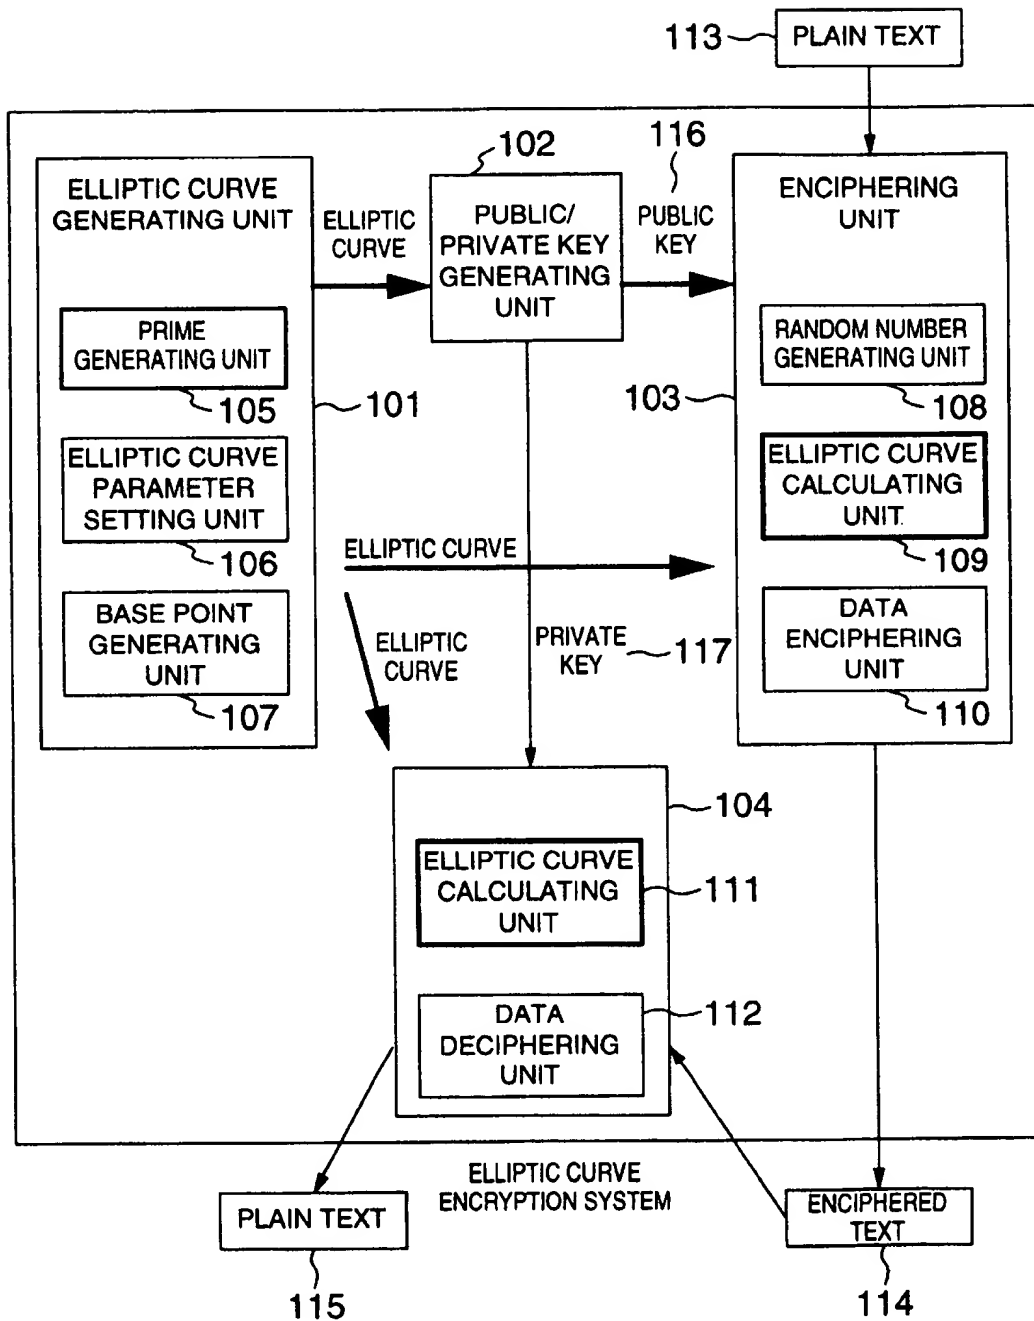 113
PLAIN TEXT
ELLIPTIC CURVE
GENERATING UNIT
PRIME
GENERATING UNIT
105
ELLIPTIC CURVE
PARAMETER
SETTING UNIT
106
BASE POINT
GENERATING
UNIT
107
101
ELLIPTIC
CURVE
102
PUBLIC/
PRIVATE KEY
GENERATING
UNIT
116
PUBLIC
KEY
ENCIPHERING
UNIT
103
RANDOM NUMBER
GENERATING UNIT
108
ELLIPTIC CURVE
CALCULATING
UNIT
109
DATA
ENCIPHERING
UNIT
110
ELLIPTIC CURVE
ELLIPTIC
CURVE
PRIVATE
KEY
117
104
ELLIPTIC CURVE
CALCULATING
UNIT
111
DATA
DECIPHERING
UNIT
112
ELLIPTIC CURVE
ENCRYPTION SYSTEM
PLAIN TEXT
115
ENCIPHERED
TEXT
114